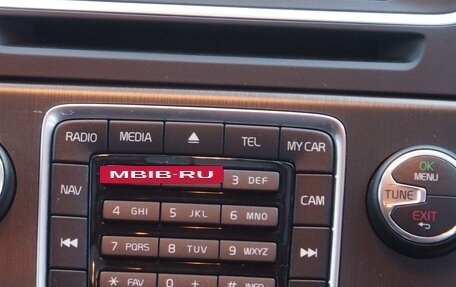 RADIO MEDIA TEL MY CAR
OK
MENU
NAV MBIB-RU 3 DEF CAM TUNE
4 GHI 5 JKL 6 MNO EXIT
7 PQRS 8 TUV 9 WXYZ
* FAV 0 + # INFO